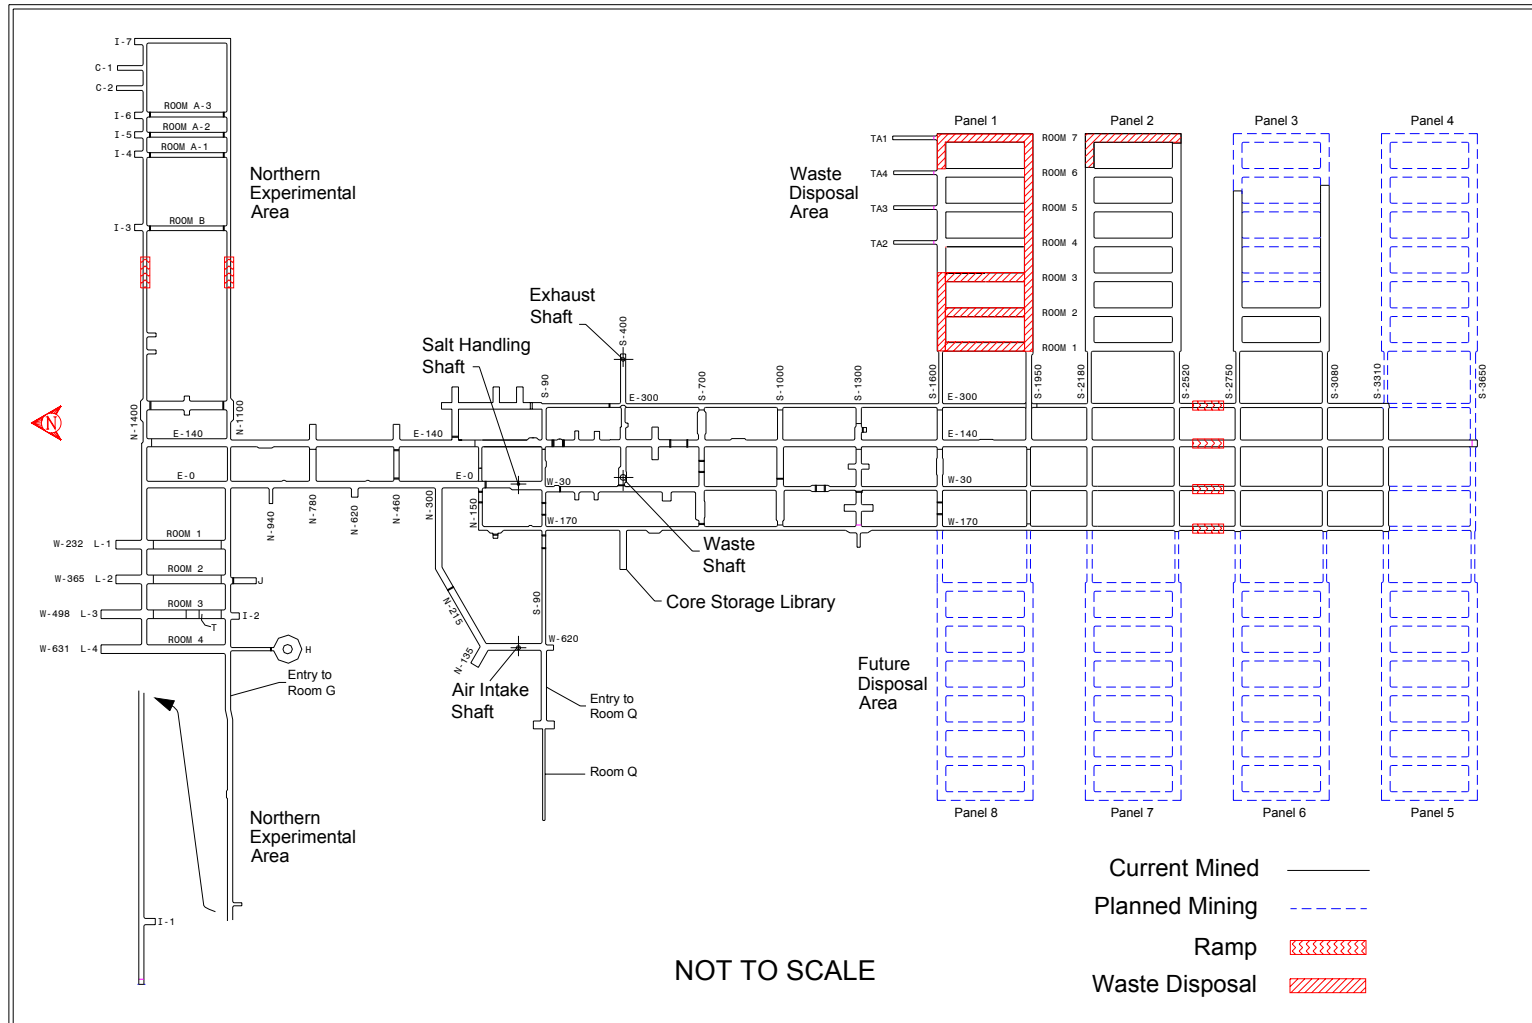 I-7
C-1
C-2
ROOM A-3
I-6
ROOM A-2
I-5
ROOM A-1
I-4
ROOM B
I-3
Northern
Experimental
Area
Panel 1
Panel 2
Panel 3
Panel 4
TA1
TA4
TA3
TA2
Waste
Disposal
Area
ROOM 7
ROOM 6
ROOM 5
ROOM 4
ROOM 3
ROOM 2
ROOM 1
Exhaust
Shaft
Salt Handling
Shaft
S-400
S-90
S-700
S-1000
S-1300
S-1600
S-1950
S-2180
S-2520
S-2750
S-3080
S-3310
S-3650
N
N-1400
N-1100
E-300
E-300
E-140
E-140
E-140
E-0
E-0
W-30
W-30
N-940
N-780
N-620
N-460
N-300
N-150
W-170
W-170
ROOM 1
W-232 L-1
ROOM 2
W-365 L-2
J
ROOM 3
W-498 L-3
T
I-2
ROOM 4
W-631 L-4
H
Entry to
Room G
N-215
N-135
S-90
W-620
Waste
Shaft
Core Storage Library
Air Intake
Shaft
Entry to
Room Q
Room Q
Future
Disposal
Area
Northern
Experimental
Area
I-1
Panel 8
Panel 7
Panel 6
Panel 5
Current Mined
Planned Mining
Ramp
Waste Disposal
NOT TO SCALE